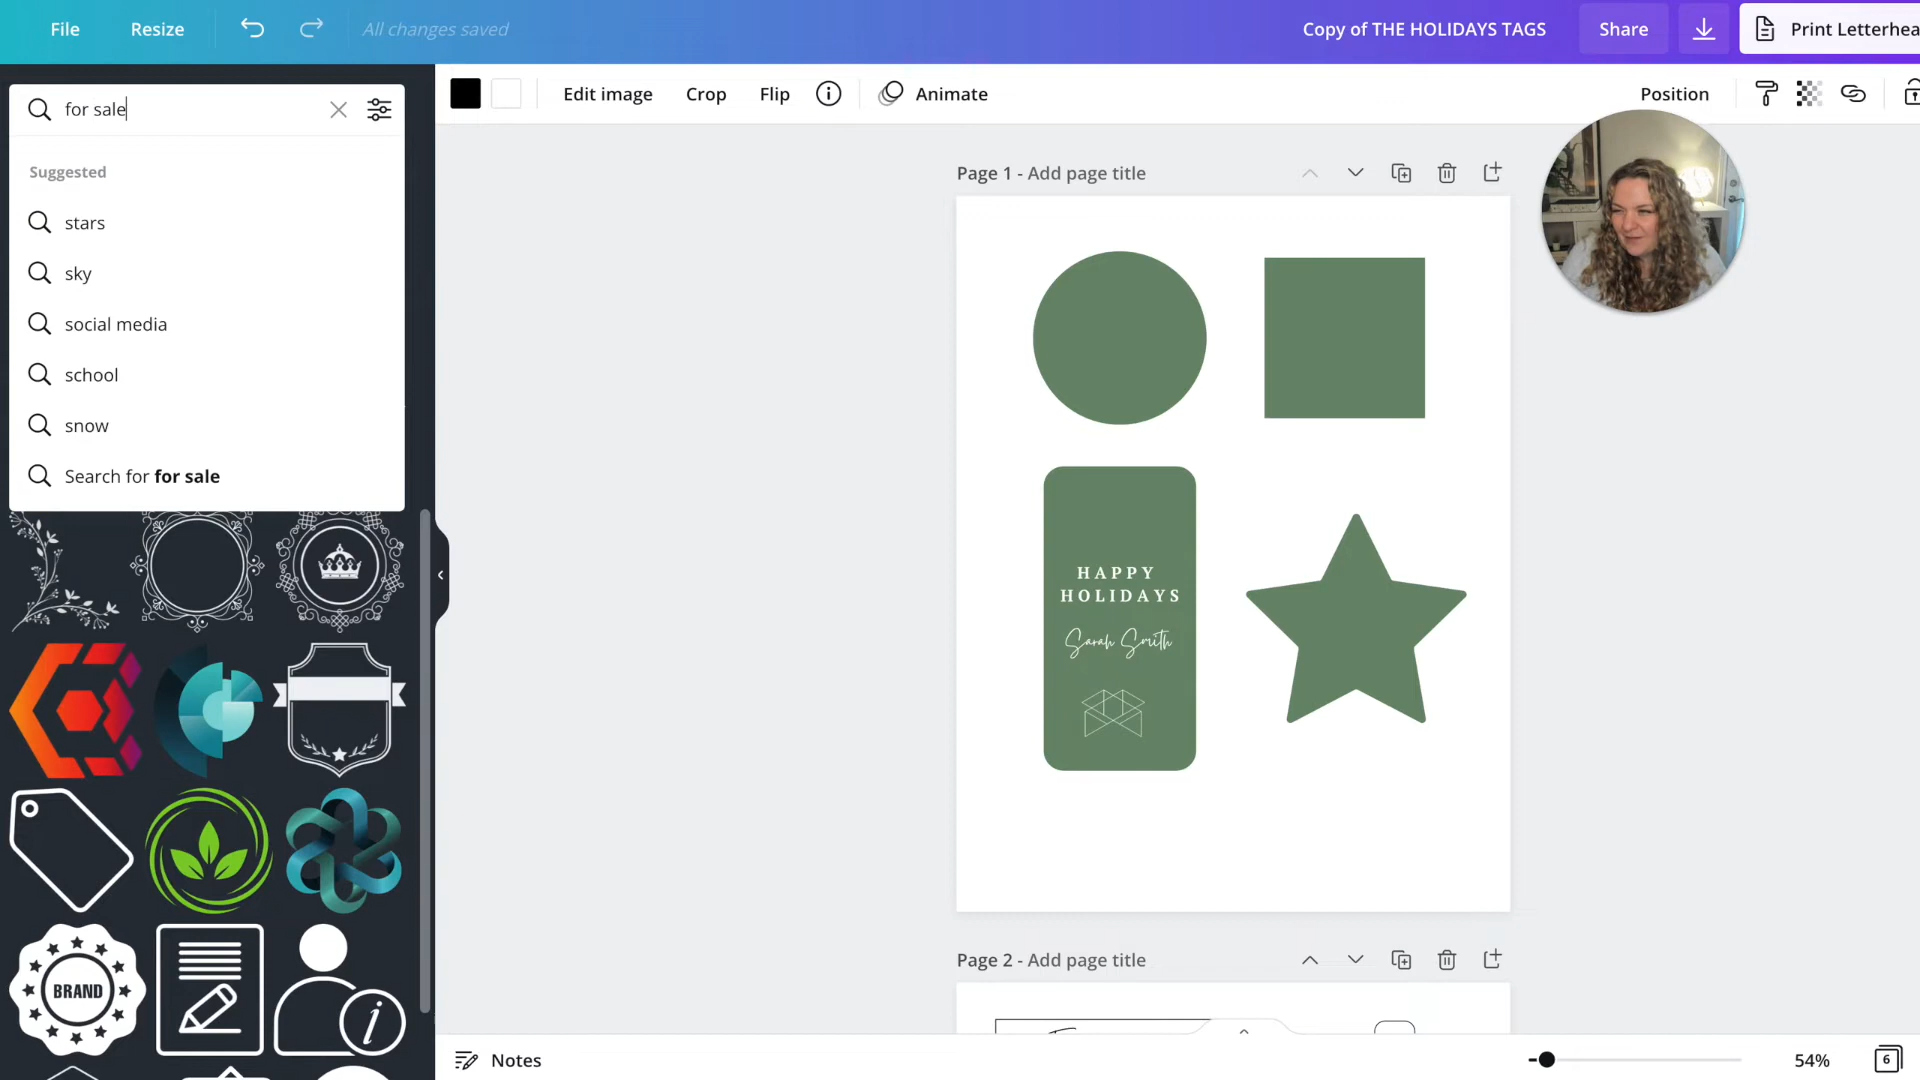 File
Resize
All changes saved
Copy of THE HOLIDAYS TAGS
Share
Print Letterhea
for sale
Suggested
stars
sky
social media
school
snow
Search for for sale
BRAND
i
Edit image
Crop
Flip
Animate
Position
Page 1 - Add page title
HAPPY
HOLIDAYS
Sarah Smith
Page 2 - Add page title
Notes
54%
6